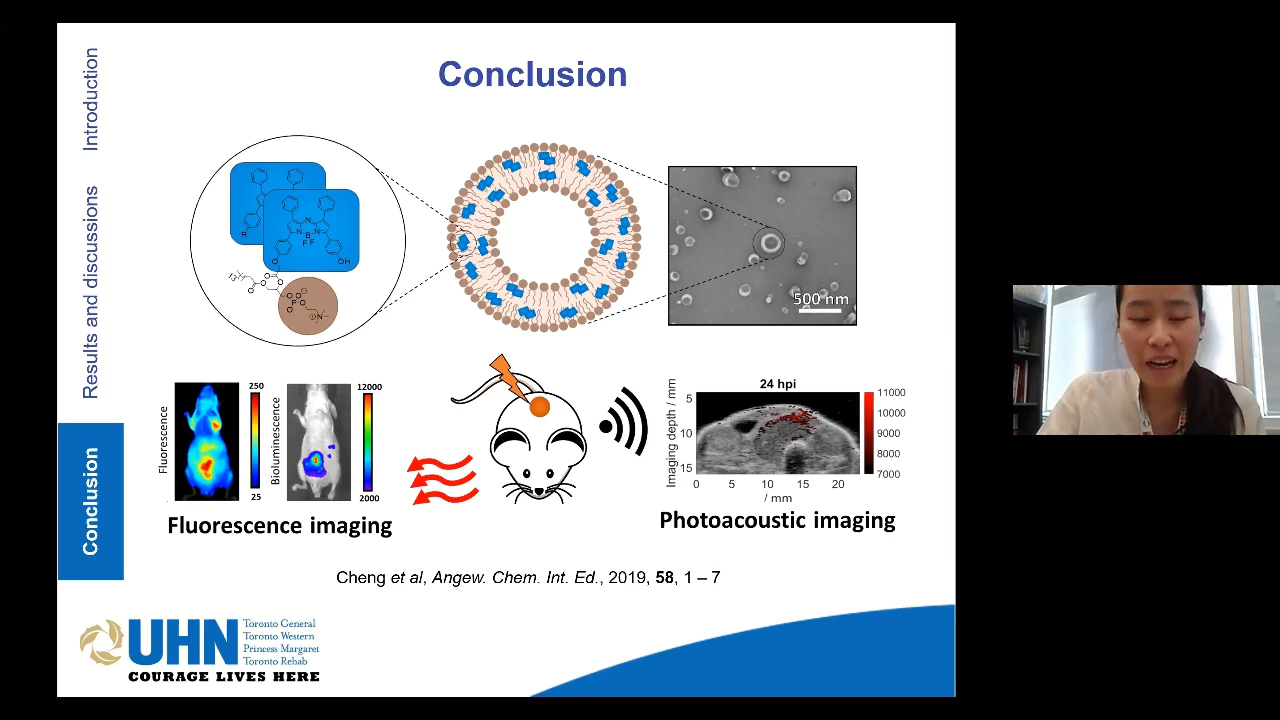 Conclusion
Introduction
Results and discussions
Conclusion
R
N
N
B
N
F F
O
OH
13
O
O
O
O
O
P
O
O
N
500 nm
Fluorescence
250
25
Bioluminescence
12000
2000
Fluorescence imaging
24 hpi
Imaging depth / mm
5
10
15
0 5 10 15 20
/ mm
11000
10000
9000
8000
7000
Photoacoustic imaging
Cheng et al, Angew. Chem. Int. Ed., 2019, 58, 1 – 7
UHN
Toronto General
Toronto Western
Princess Margaret
Toronto Rehab
COURAGE LIVES HERE